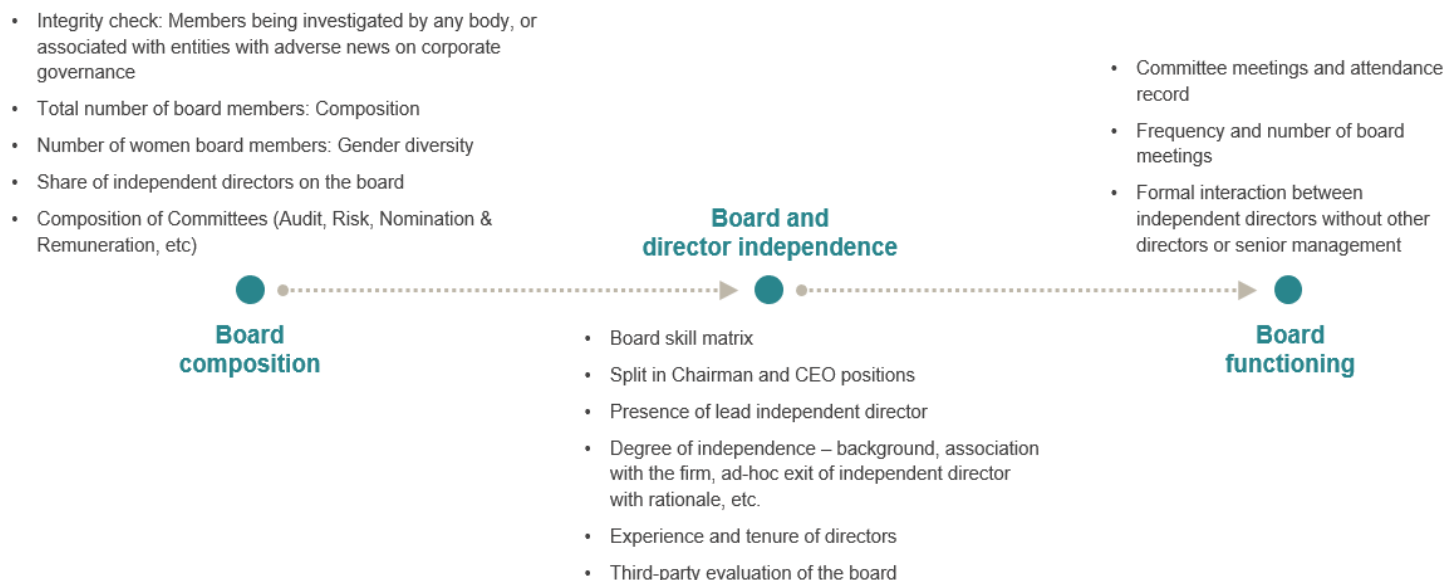 • Integrity check: Members being investigated by any body, or
associated with entities with adverse news on corporate
governance
• Total number of board members: Composition
• Number of women board members: Gender diversity
• Share of independent directors on the board
• Composition of Committees (Audit, Risk, Nomination &
Remuneration, etc)
Board
composition
Board and
director independence
• Board skill matrix
• Split in Chairman and CEO positions
• Presence of lead independent director
• Degree of independence – background, association
with the firm, ad-hoc exit of independent director
with rationale, etc.
• Experience and tenure of directors
• Third-party evaluation of the board
• Committee meetings and attendance
record
• Frequency and number of board
meetings
• Formal interaction between
independent directors without other
directors or senior management
Board
functioning